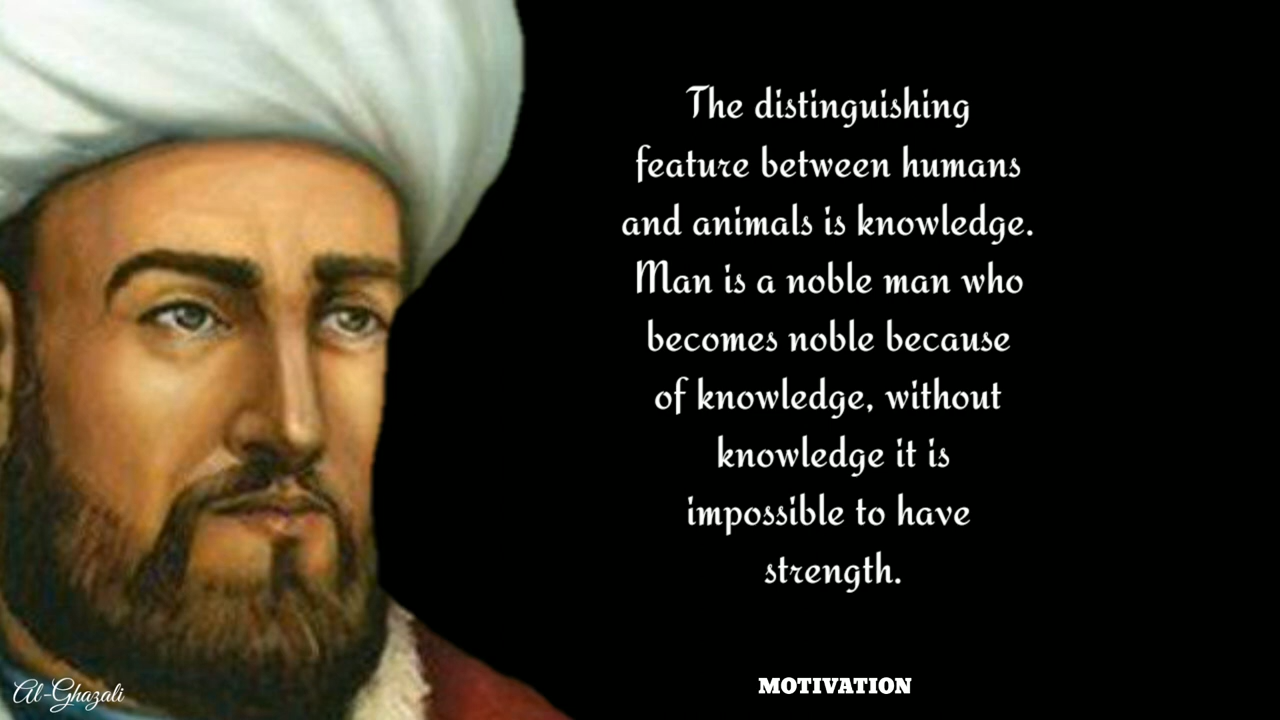 The distinguishing
feature between humans
and animals is knowledge.
Man is a noble man who
becomes noble because
of knowledge, without
knowledge it is
impossible to have
strength.
Al-Ghazali
MOTIVATION